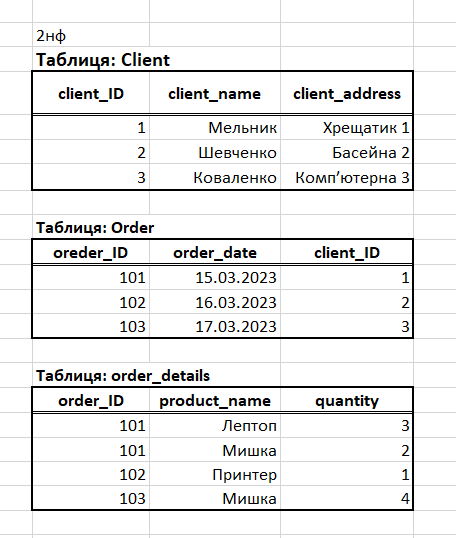 2нф
Таблиця: Client
client_ID client_name client_address
1 Мельник Хрещатик 1
2 Шевченко Басейна 2
3 Коваленко Комп’ютерна 3
Таблиця: Order
oreder_ID order_date client_ID
101 15.03.2023 1
102 16.03.2023 2
103 17.03.2023 3
Таблиця: order_details
order_ID product_name quantity
101 Лептоп 3
101 Мишка 2
102 Принтер 1
103 Мишка 4